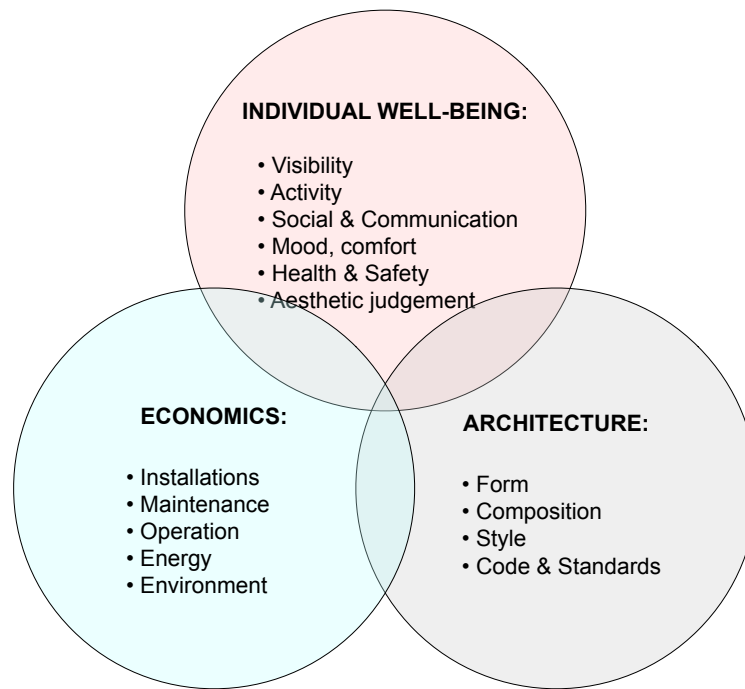 INDIVIDUAL WELL-BEING:
• Visibility
• Activity
• Social & Communication
• Mood, comfort
• Health & Safety
• Aesthetic judgement
ECONOMICS:
• Installations
• Maintenance
• Operation
• Energy
• Environment
ARCHITECTURE:
• Form
• Composition
• Style
• Code & Standards